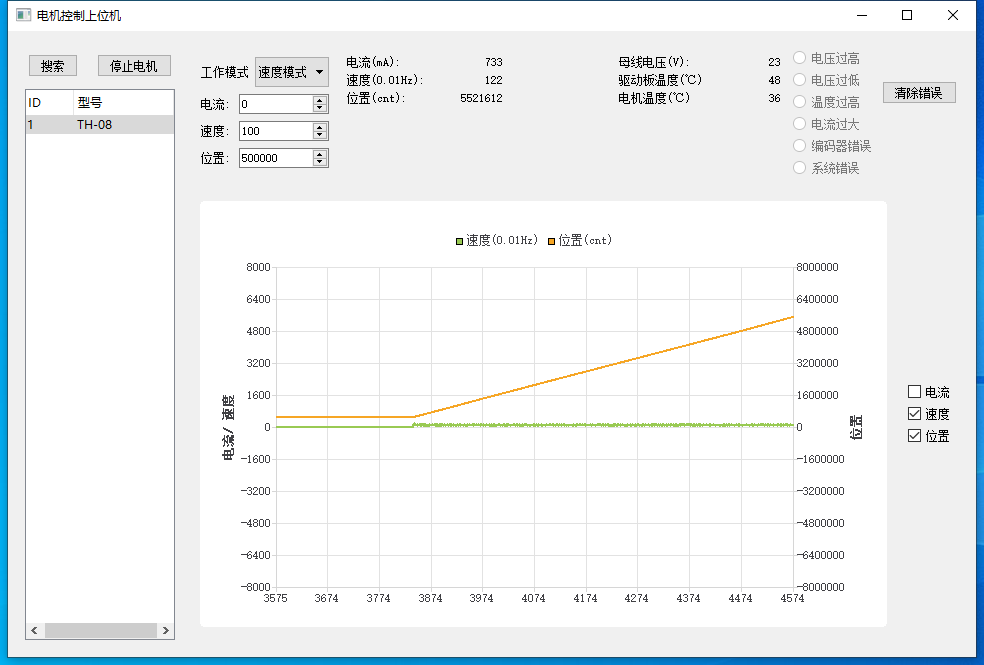 电机控制上位机
搜索
停止电机
ID 型号
1 TH-08
工作模式 速度模式
电流: 0
速度: 100
位置: 500000
电流(mA): 733
速度(0.01Hz): 122
位置(cnt): 5521612
母线电压(V): 23
驱动板温度(℃) 48
电机温度(℃) 36
电压过高
电压过低
温度过高
电流过大
编码器错误
系统错误
清除错误
速度(0.01Hz) 位置(cnt)
8000 8000000
6400 6400000
4800 4800000
3200 3200000
1600 1600000
0 0
-1600 -1600000
-3200 -3200000
-4800 -4800000
-6400 -6400000
-8000 -8000000
3575 3674 3774 3874 3974 4074 4174 4274 4374 4474 4574
电流/ 速度
位置
电流
速度
位置